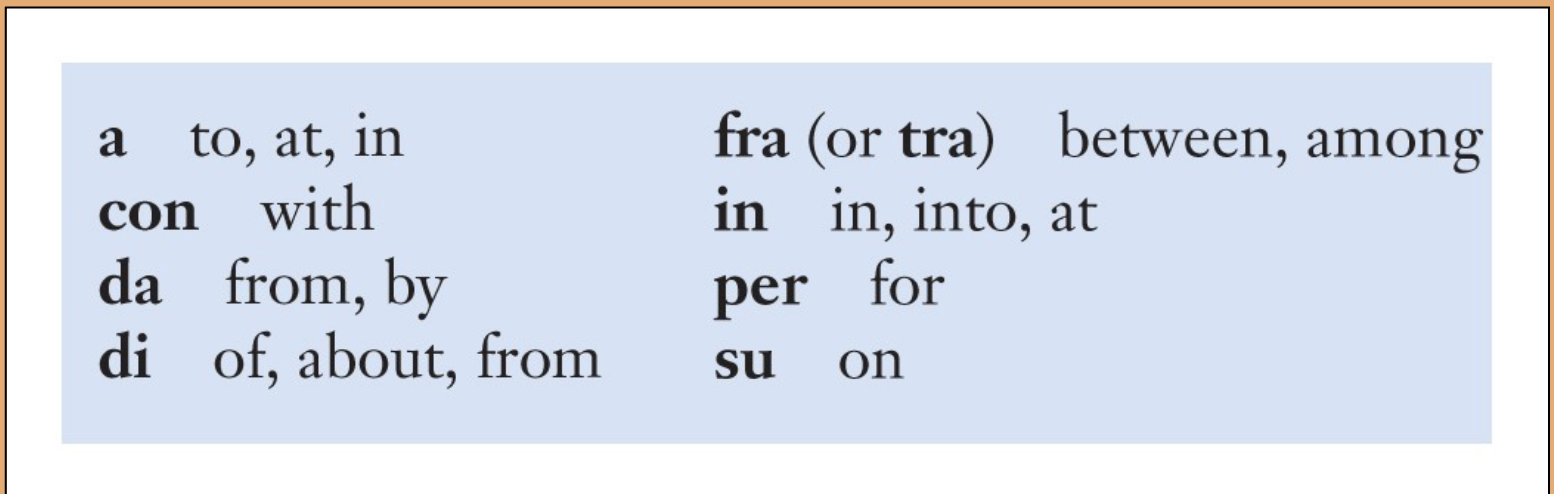 a to, at, in
con with
da from, by
di of, about, from
fra (or tra) between, among
in in, into, at
per for
su on